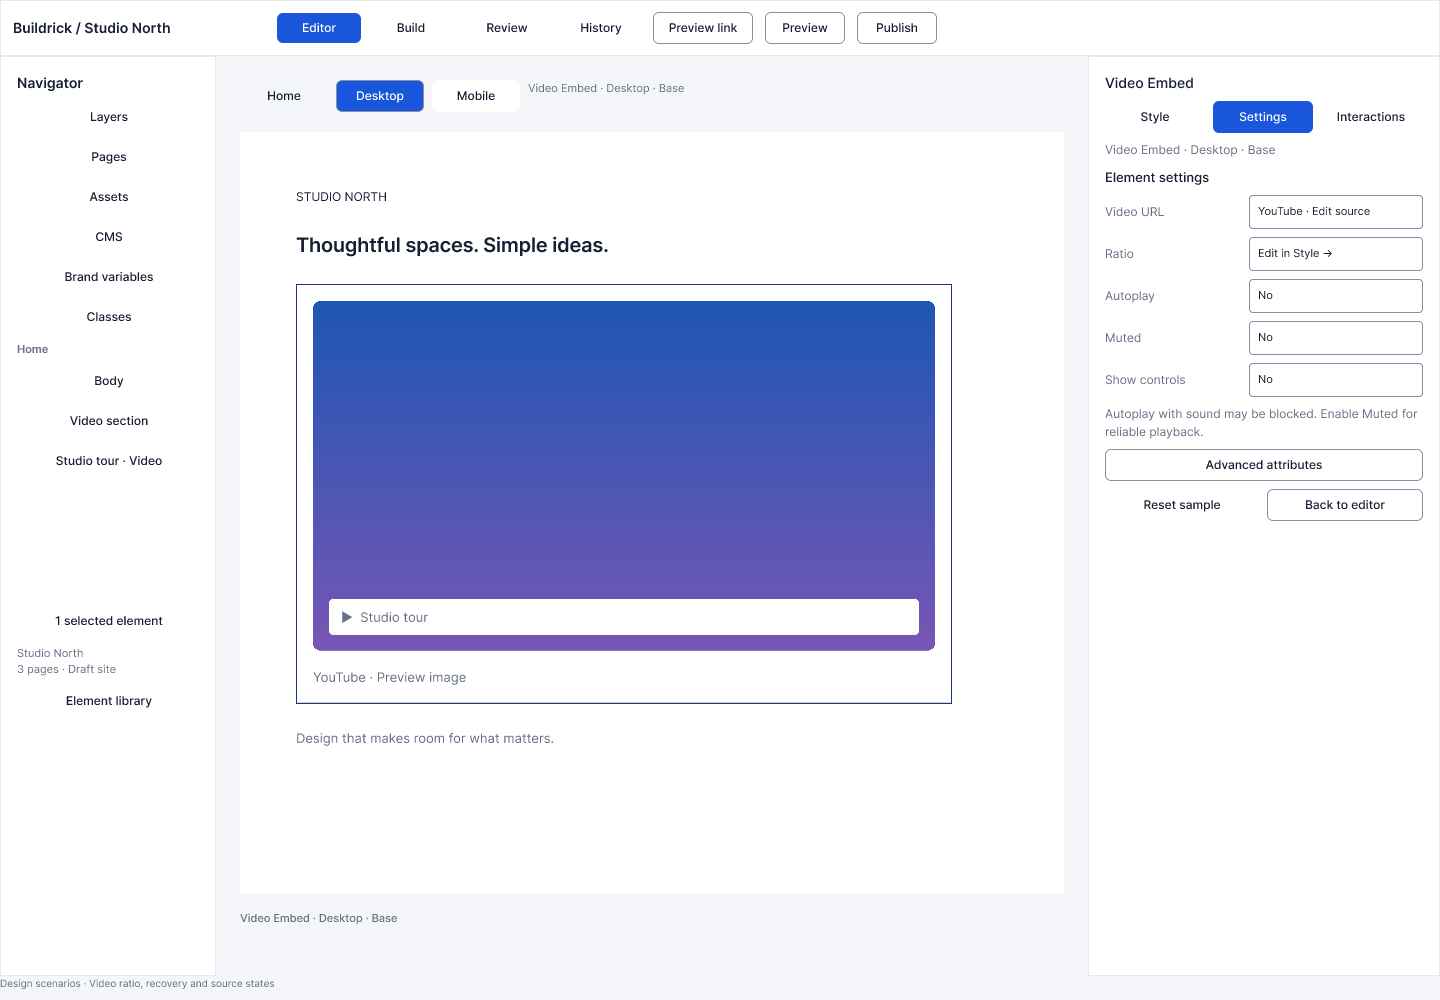 Buildrick / Studio North
Editor
Build
Review
History
Preview link
Preview
Publish
Navigator
Layers
Pages
Assets
CMS
Brand variables
Classes
Home
Body
Video section
Studio tour · Video
1 selected element
Studio North
3 pages · Draft site
Element library
Home
Desktop
Mobile
Video Embed · Desktop · Base
STUDIO NORTH
Thoughtful spaces. Simple ideas.
▶ Studio tour
YouTube · Preview image
Design that makes room for what matters.
Video Embed · Desktop · Base
Video Embed
Style
Settings
Interactions
Video Embed · Desktop · Base
Element settings
Video URL
YouTube · Edit source
Ratio
Edit in Style →
Autoplay
No
Muted
No
Show controls
No
Autoplay with sound may be blocked. Enable Muted for
reliable playback.
Advanced attributes
Reset sample
Back to editor
Design scenarios · Video ratio, recovery and source states